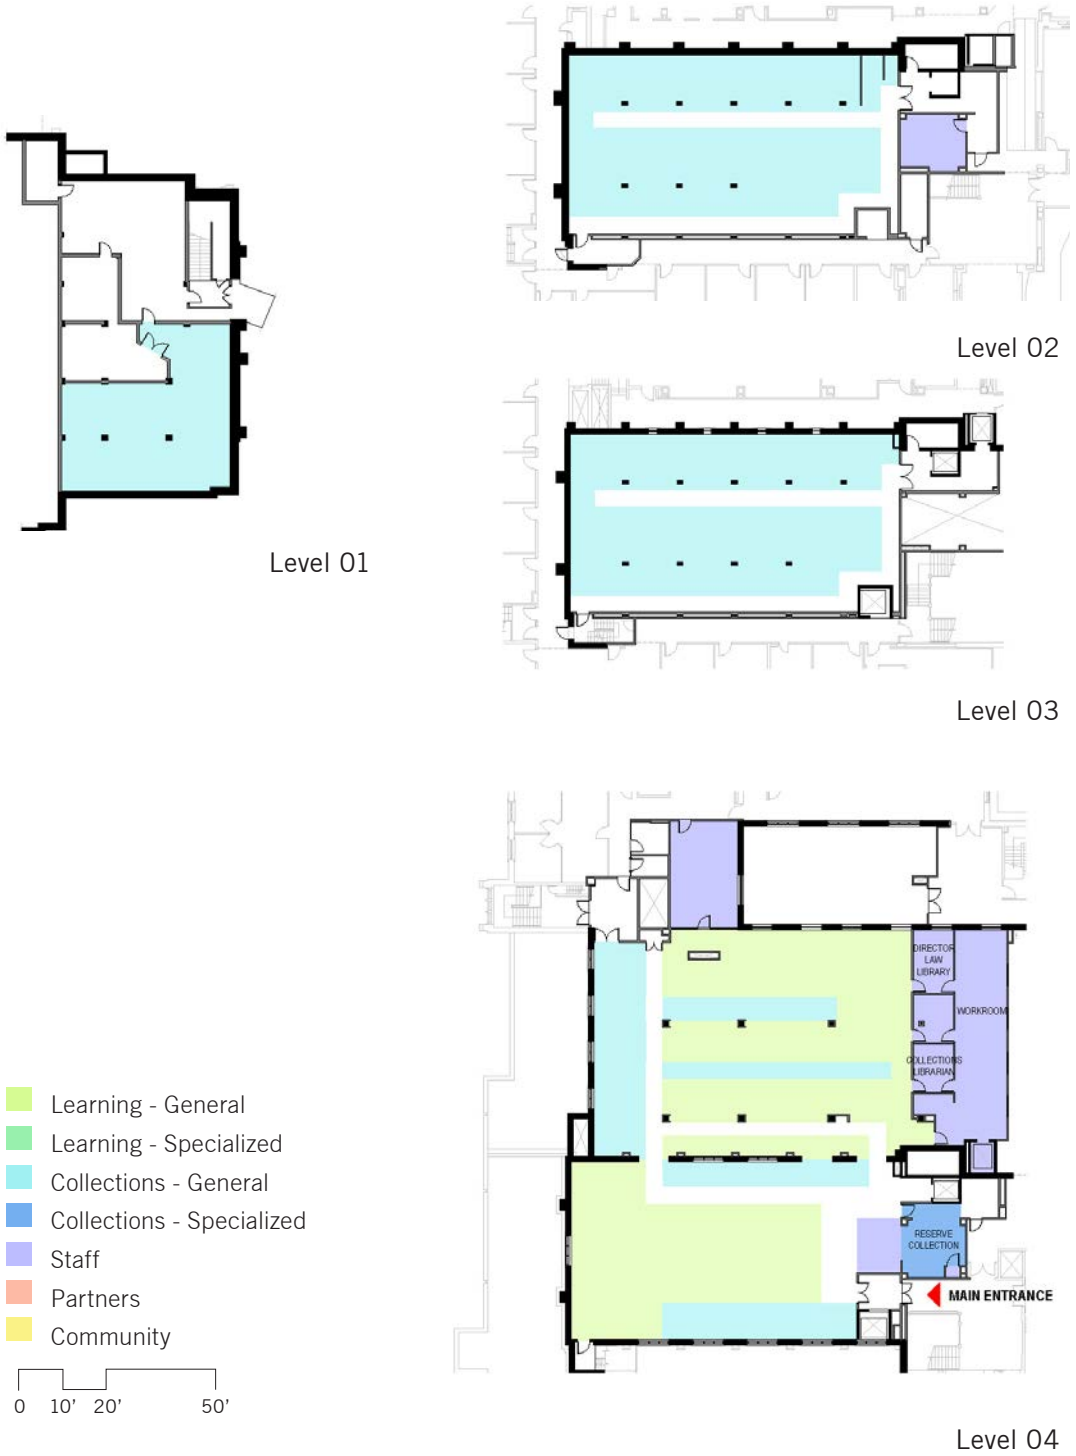 Level 02
Level 01
Level 03
DIRECTOR
LAW
LIBRARY
WORKROOM
COLLECTIONS
LIBRARIAN
RESERVE
COLLECTION
MAIN ENTRANCE
Learning - General
Learning - Specialized
Collections - General
Collections - Specialized
Staff
Partners
Community
0 10' 20' 50'
Level 04